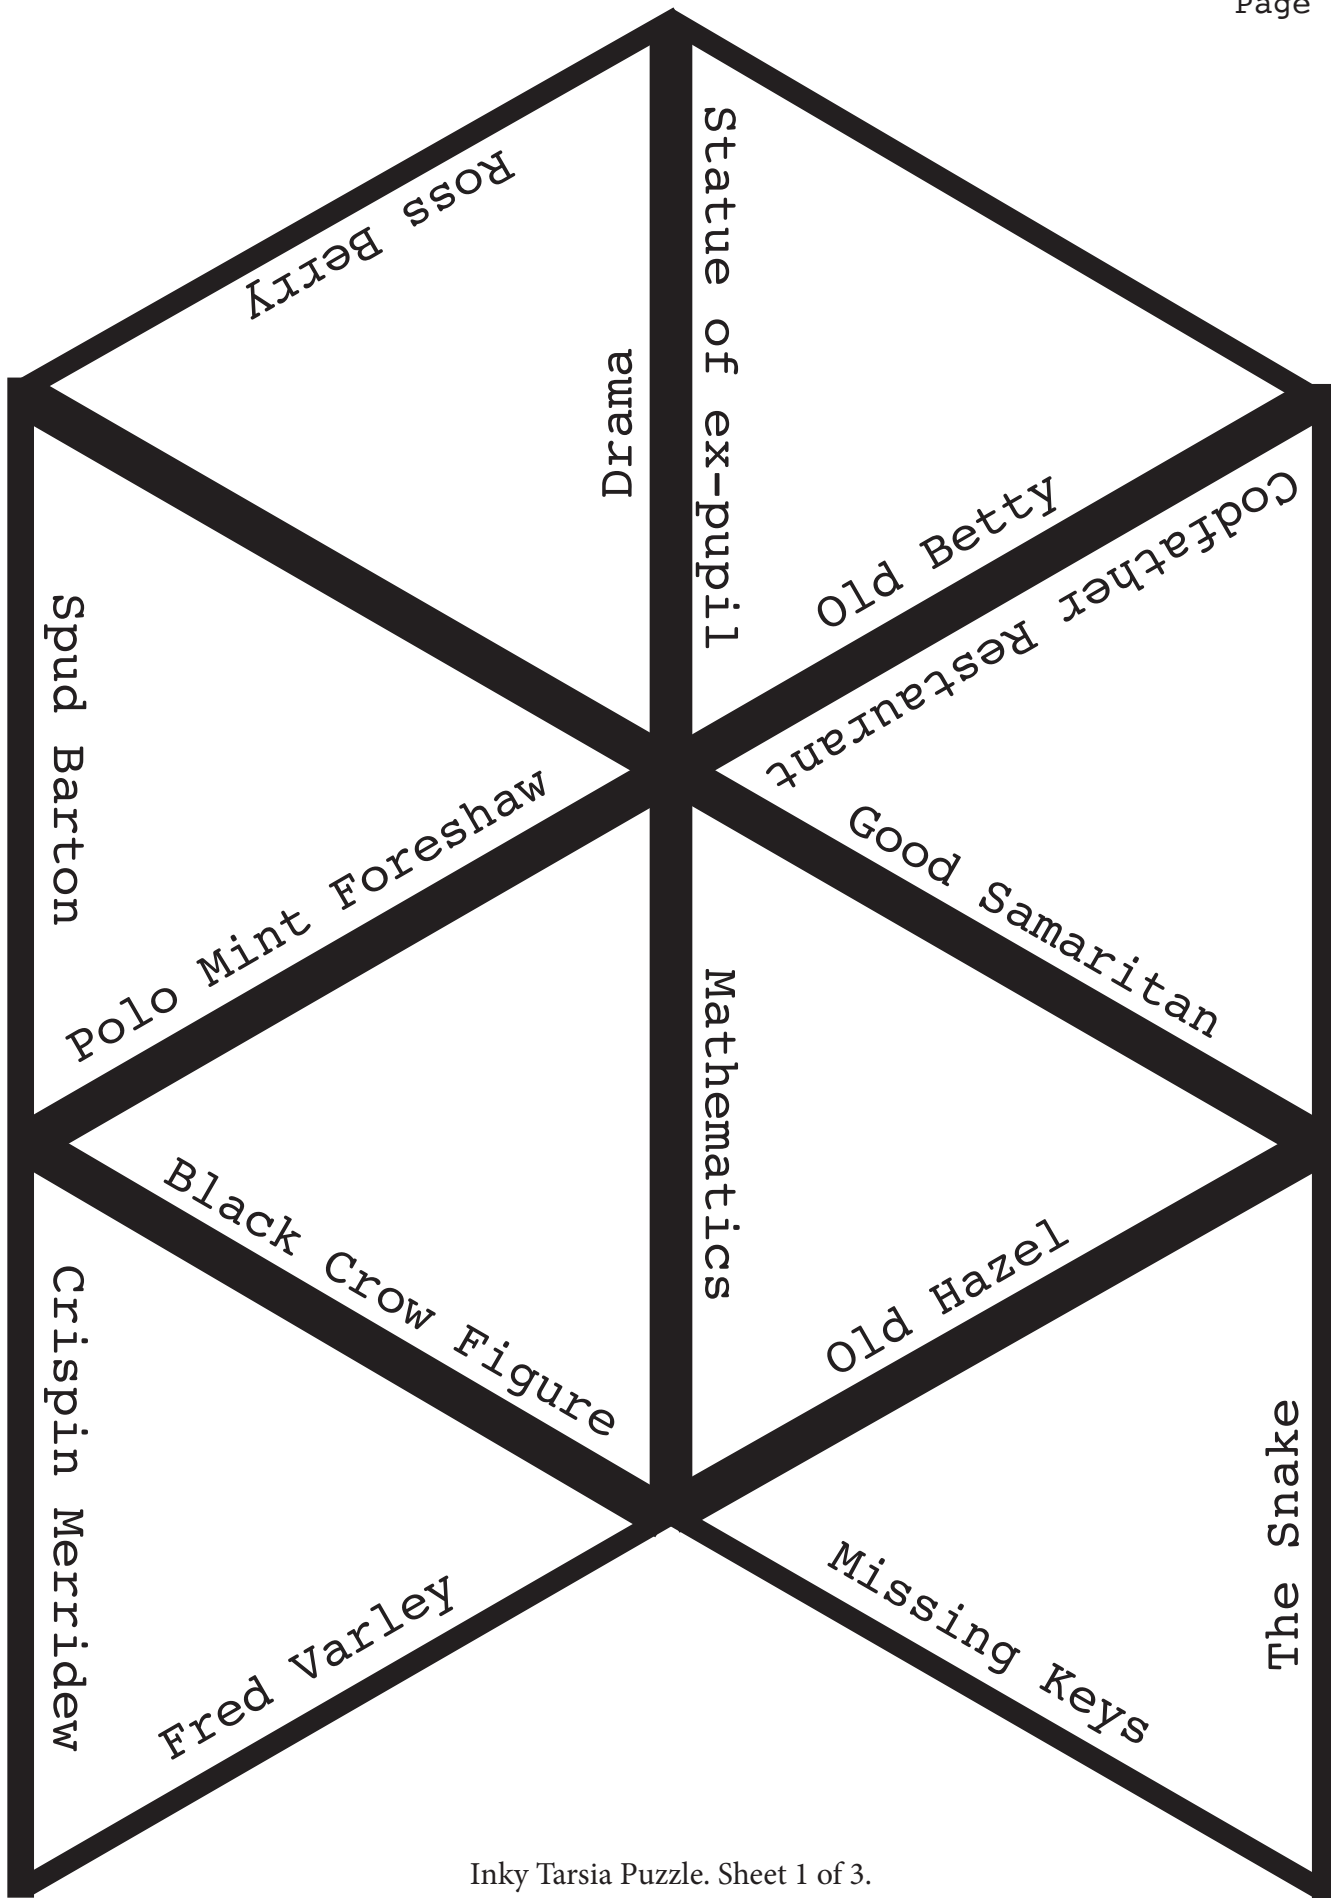 Page
Ross Berry
Drama
Statue of ex-pupil
Old Betty
Codfather Restaurant
Spud Barton
Polo Mint Foreshaw
Good Samaritan
Mathematics
Black Crow Figure
Old Hazel
Crispin Merridew
Fred Varley
Missing Keys
The Snake
Inky Tarsia Puzzle. Sheet 1 of 3.